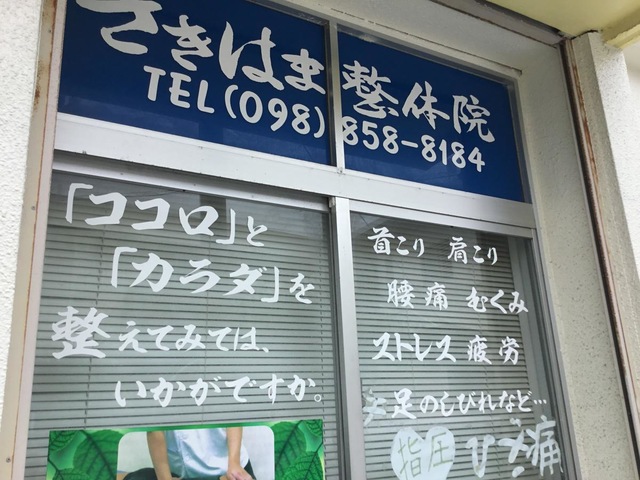 さきはま整体院
TEL(098)858-8184
「ココロ」と
「カラダ」を
整えてみては、
いかがですか。
首こり 肩こり
腰痛 むくみ
ストレス 疲労
手足のしびれなど…
指圧 ひざ痛